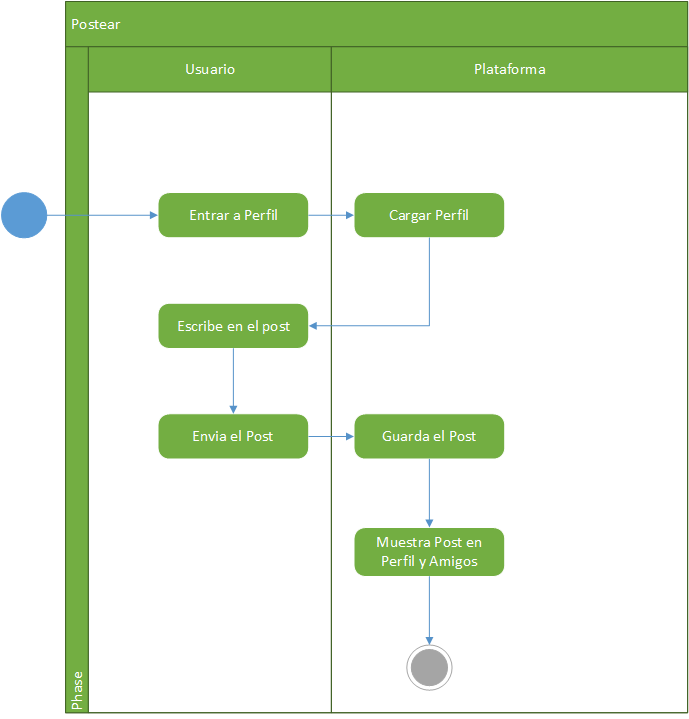 Postear
Usuario
Plataforma
Entrar a Perfil
Cargar Perfil
Escribe en el post
Envia el Post
Guarda el Post
Muestra Post en
Perfil y Amigos
Phase